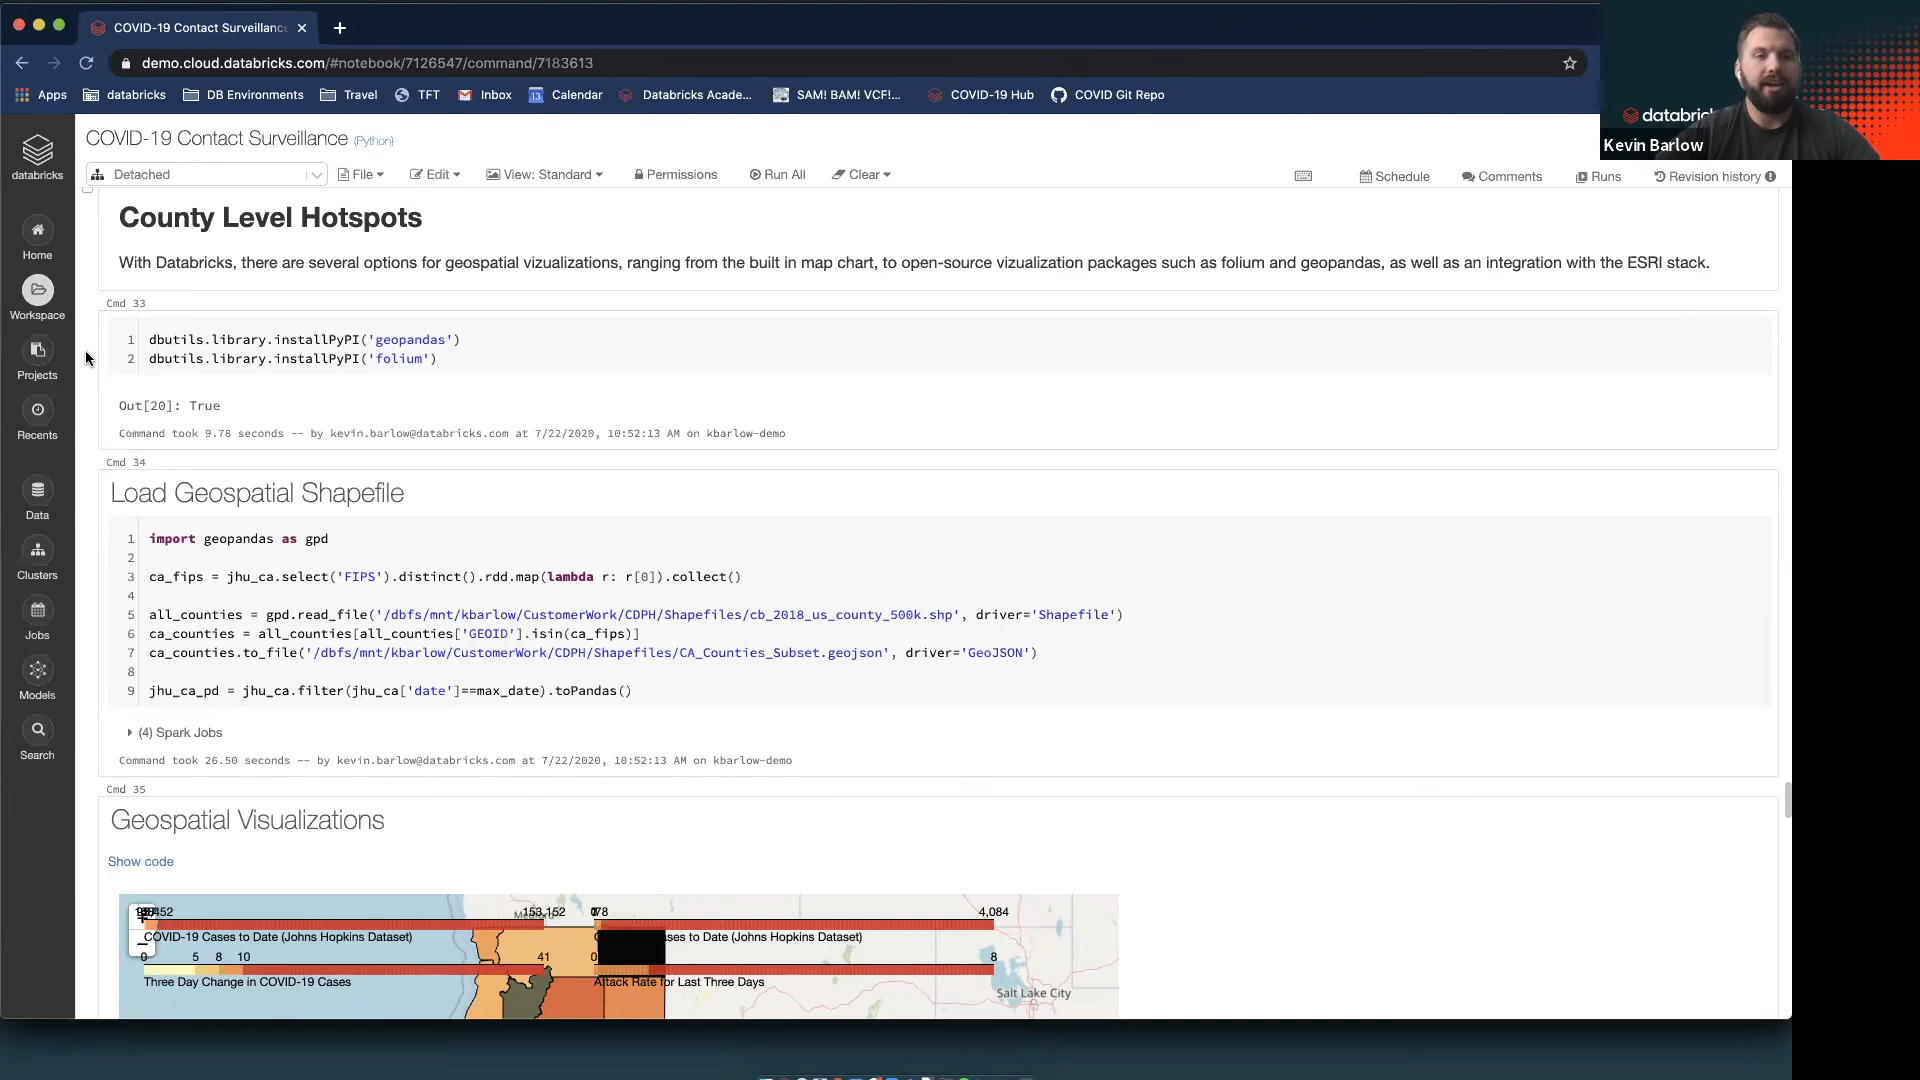 COVID-19 Contact Surveillance
demo.cloud.databricks.com/#notebook/7126547/command/7183613
Apps databricks DB Environments Travel TFT Inbox Calendar Databricks Acade... SAM! BAM! VCF!... COVID-19 Hub COVID Git Repo
databricks
Kevin Barlow
COVID-19 Contact Surveillance (Python)
Detached File Edit View: Standard Permissions Run All Clear Schedule Comments Runs Revision history
databricks
Home
Workspace
Projects
Recents
Data
Clusters
Jobs
Models
Search
County Level Hotspots
With Databricks, there are several options for geospatial vizualizations, ranging from the built in map chart, to open-source vizualization packages such as folium and geopandas, as well as an integration with the ESRI stack.
Cmd 33
1 dbutils.library.installPyPI('geopandas')
2 dbutils.library.installPyPI('folium')
Out[20]: True
Command took 9.78 seconds -- by kevin.barlow@databricks.com at 7/22/2020, 10:52:13 AM on kbarlow-demo
Cmd 34
Load Geospatial Shapefile
1 import geopandas as gpd
2
3 ca_fips = jhu_ca.select('FIPS').distinct().rdd.map(lambda r: r[0]).collect()
4
5 all_counties = gpd.read_file('/dbfs/mnt/kbarlow/CustomerWork/CDPH/Shapefiles/cb_2018_us_county_500k.shp', driver='Shapefile')
6 ca_counties = all_counties[all_counties['GEOID'].isin(ca_fips)]
7 ca_counties.to_file('/dbfs/mnt/kbarlow/CustomerWork/CDPH/Shapefiles/CA_Counties_Subset.geojson', driver='GeoJSON')
8
9 jhu_ca_pd = jhu_ca.filter(jhu_ca['date']==max_date).toPandas()
(4) Spark Jobs
Command took 26.50 seconds -- by kevin.barlow@databricks.com at 7/22/2020, 10:52:13 AM on kbarlow-demo
Cmd 35
Geospatial Visualizations
Show code
153,152 4,084
COVID-19 Cases to Date (Johns Hopkins Dataset) ses to Date (Johns Hopkins Dataset)
0 5 8 10 41 0 8
Three Day Change in COVID-19 Cases Attack Rate for Last Three Days
Salt Lake City